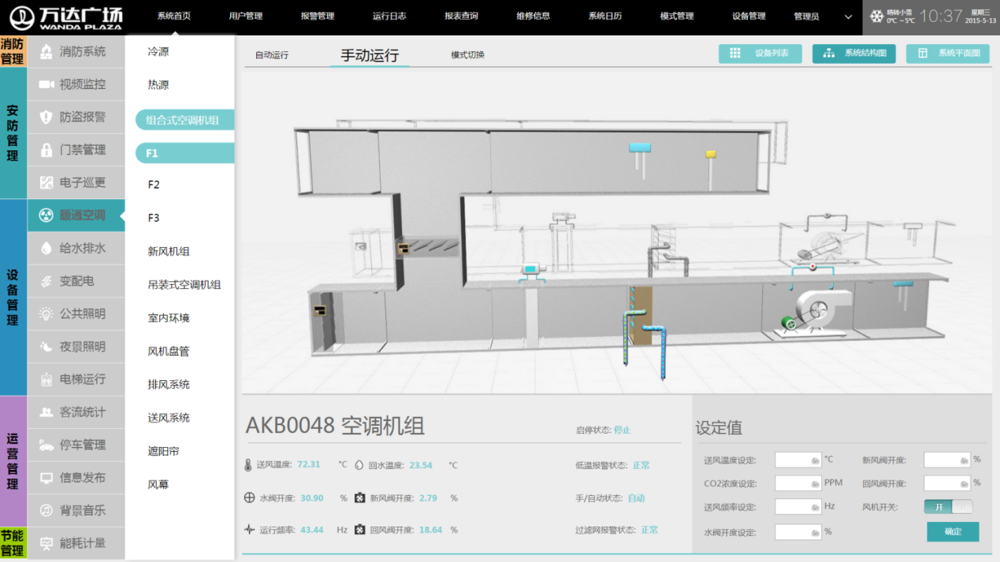 万达广场
WANDA PLAZA
系统首页
用户管理
报警管理
运行日志
报表查询
维修信息
系统日历
模式管理
设备管理
管理员
晴转小雪
0℃ ~ 5℃
10:37
星期三
2015-5-13
消防管理
安防管理
设备管理
运营管理
节能管理
消防系统
视频监控
防盗报警
门禁管理
电子巡更
暖通空调
给水排水
变配电
公共照明
夜景照明
电梯运行
客流统计
停车管理
信息发布
背景音乐
能耗计量
冷源
热源
组合式空调机组
F1
F2
F3
新风机组
吊装式空调机组
室内环境
风机盘管
排风系统
送风系统
遮阳帘
风幕
自动运行
手动运行
模式切换
设备列表
系统结构图
系统平面图
AKB0048 空调机组
启停状态: 停止
送风温度: 72.31 ℃ 回水温度: 23.54 ℃
低温报警状态: 正常
水阀开度: 30.90 % 新风阀开度: 2.79 %
手/自动状态: 自动
运行频率: 43.44 Hz 回风阀开度: 18.64 %
过滤网报警状态: 正常
设定值
送风温度设定: ℃ 新风阀开度: %
CO2浓度设定: PPM 回风阀开度: %
送风频率设定: Hz 风机开关: 开
水阀开度设定: % 确定